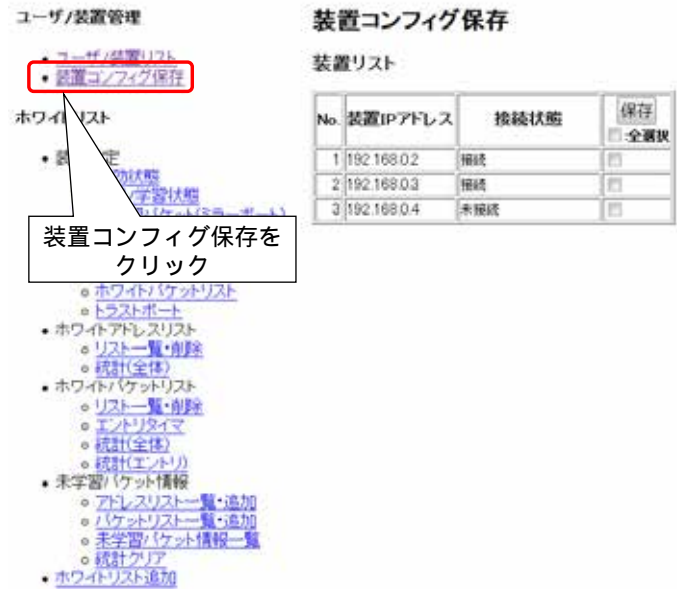 ユーザ/装置管理
ユーザ/装置リスト
装置コンフィグ保存
ホワイトリスト
装置コンフィグ保存を
クリック
ホワイトパケットリスト
トラストポート
ホワイトアドレスリスト
リスト一覧・削除
統計(全体)
ホワイトパケットリスト
リスト一覧・削除
エントリタイマ
統計(全体)
統計(エントリ)
未学習パケット情報
アドレスリスト一覧・追加
パケットリスト一覧・追加
未学習パケット情報一覧
統計クリア
ホワイトリスト追加
装置コンフィグ保存
装置リスト
No. 装置IPアドレス 接続状態 保存
全選択
1 192.168.0.2 接続
2 192.168.0.3 接続
3 192.168.0.4 未接続